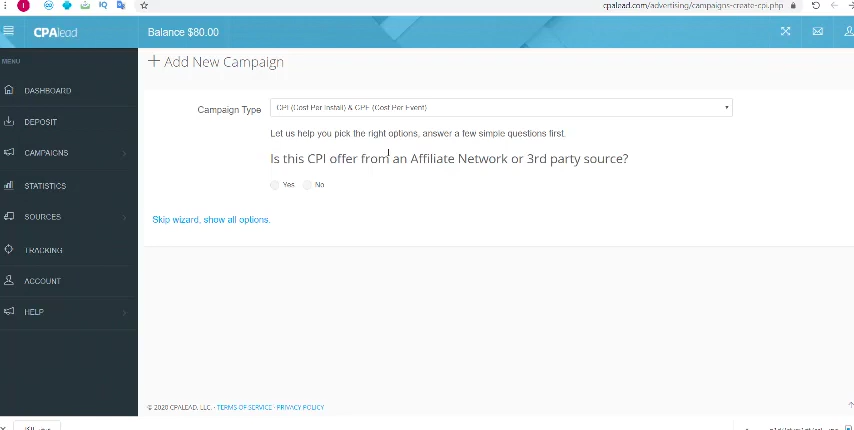 cpalead.com/advertising/campaigns-create-cpi.php
CPAlead
Balance $80.00
MENU
DASHBOARD
DEPOSIT
CAMPAIGNS
STATISTICS
SOURCES
TRACKING
ACCOUNT
HELP
+ Add New Campaign
Campaign Type
CPI (Cost Per Install) & CPE (Cost Per Event)
Let us help you pick the right options, answer a few simple questions first.
Is this CPI offer from an Affiliate Network or 3rd party source?
Yes No
Skip wizard, show all options.
© 2020 CPALEAD, LLC. · TERMS OF SERVICE · PRIVACY POLICY